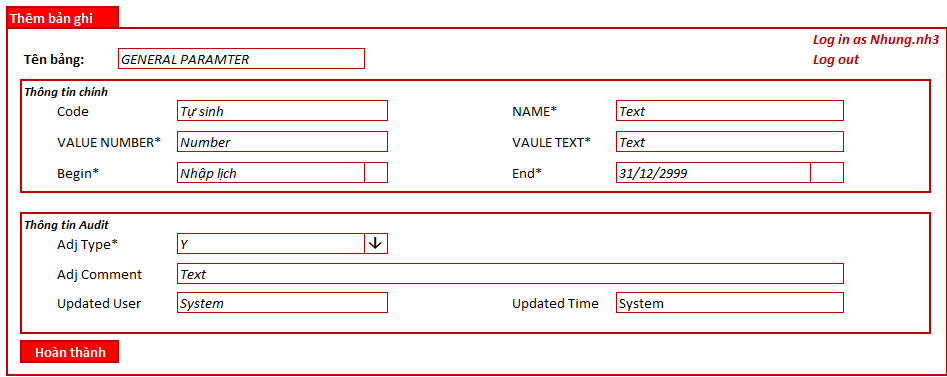 Thêm bản ghi
Log in as Nhung.nh3
Tên bảng: GENERAL PARAMTER Log out
Thông tin chính
Code Tự sinh NAME* Text
VALUE NUMBER* Number VAULE TEXT* Text
Begin* Nhập lịch End* 31/12/2999
Thông tin Audit
Adj Type* Y ↓
Adj Comment Text
Updated User System Updated Time System
Hoàn thành